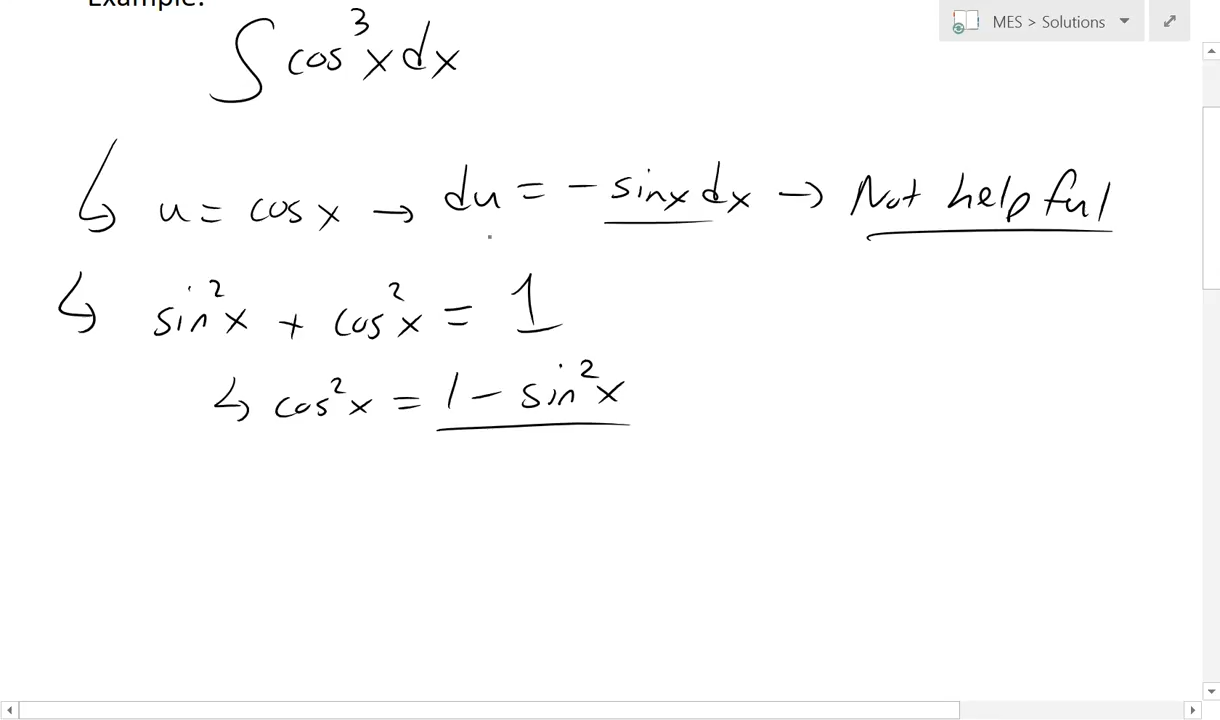 Example:
MES > Solutions
∫ cos³x dx
↳ u = cos x → du = - sinx dx → Not helpful
↳ sin²x + cos²x = 1
↳ cos²x = 1 - sin²x